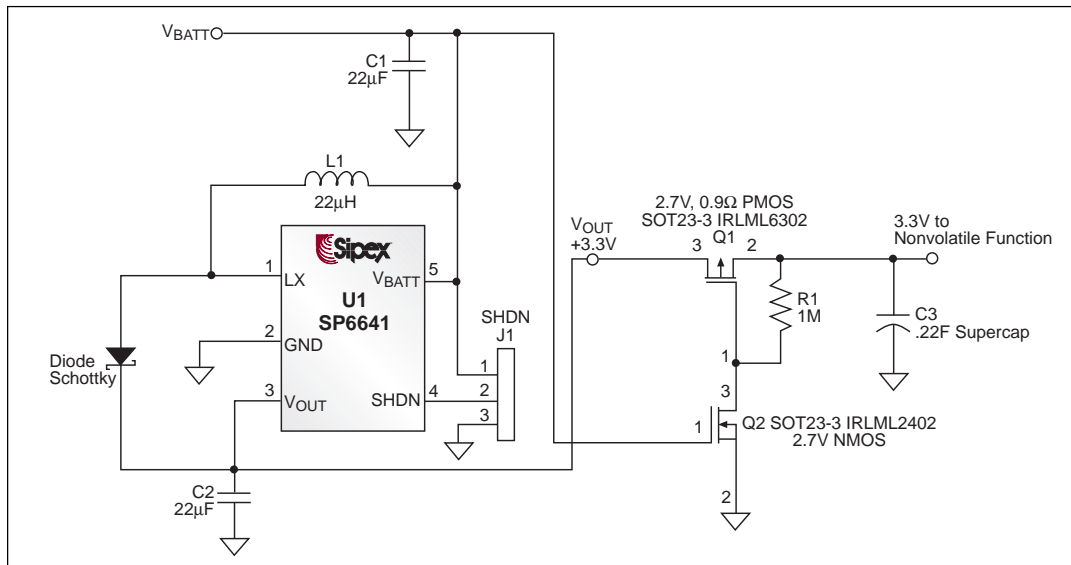 VBATT
C1
22µF
L1
22µH
Sipex
1
LX
VBATT
5
U1
SP6641
2
GND
3
VOUT
SHDN
4
SHDN
J1
1
2
3
Diode
Schottky
C2
22µF
VOUT
+3.3V
2.7V, 0.9Ω PMOS
SOT23-3 IRLML6302
Q1
3
2
1
3.3V to
Nonvolatile Function
R1
1M
C3
.22F Supercap
3
1
Q2 SOT23-3 IRLML2402
2.7V NMOS
2